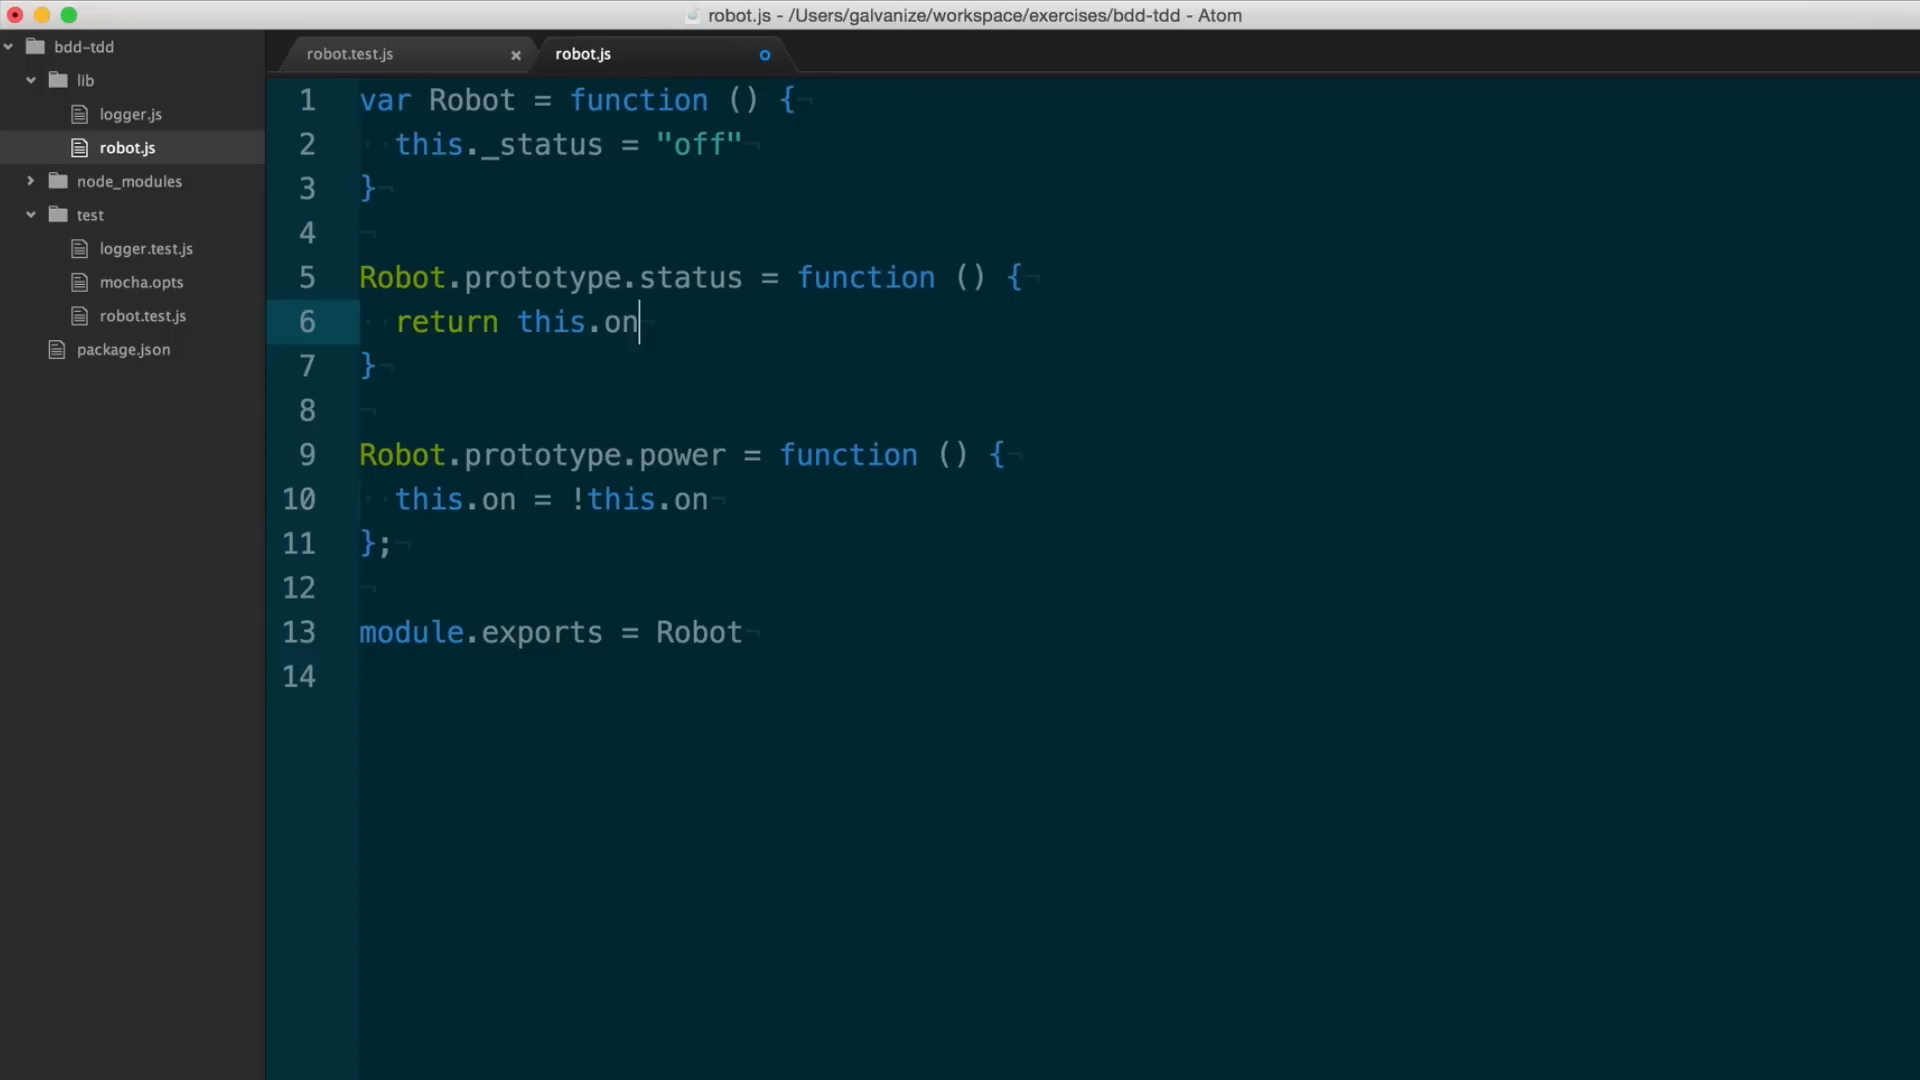 robot.js - /Users/galvanize/workspace/exercises/bdd-tdd - Atom
bdd-tdd
lib
logger.js
robot.js
node_modules
test
logger.test.js
mocha.opts
robot.test.js
package.json
robot.test.js
robot.js
1 var Robot = function () {
2 this._status = "off"
3 }
4
5 Robot.prototype.status = function () {
6 return this.on
7 }
8
9 Robot.prototype.power = function () {
10 this.on = !this.on
11 };
12
13 module.exports = Robot
14